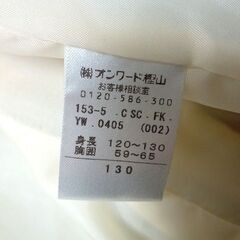 ㈱オンワード樫山
お客様相談室
0120-586-300
153-5 .CSC.FK.
YW.0405 (002)
身長 120~130
胸囲 59~65
130